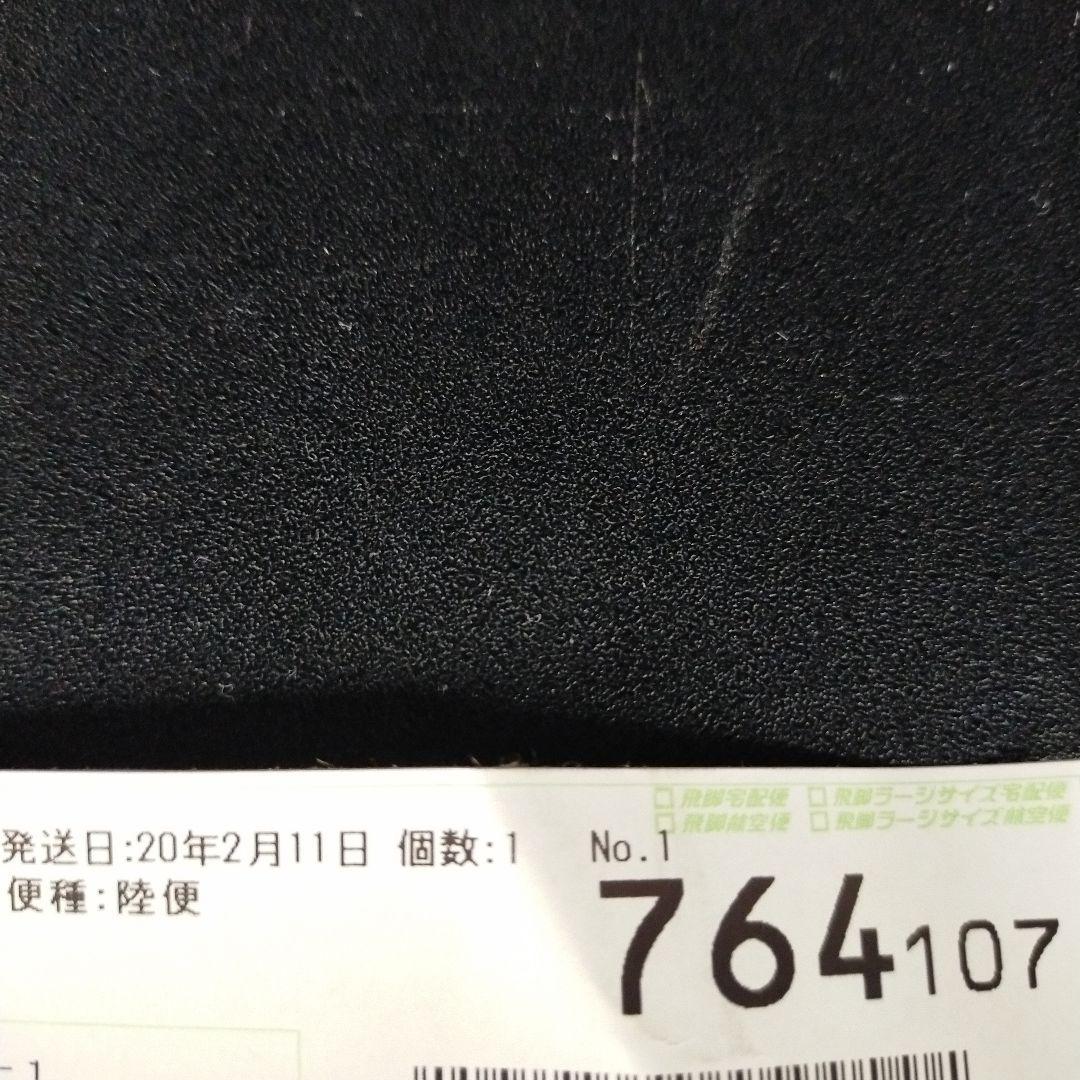 □ 飛脚宅配便 □ 飛脚ラージサイズ宅配便
□ 飛脚航空便 □ 飛脚ラージサイズ航空便
発送日:20年2月11日 個数:1 No.1
便種:陸便
764107